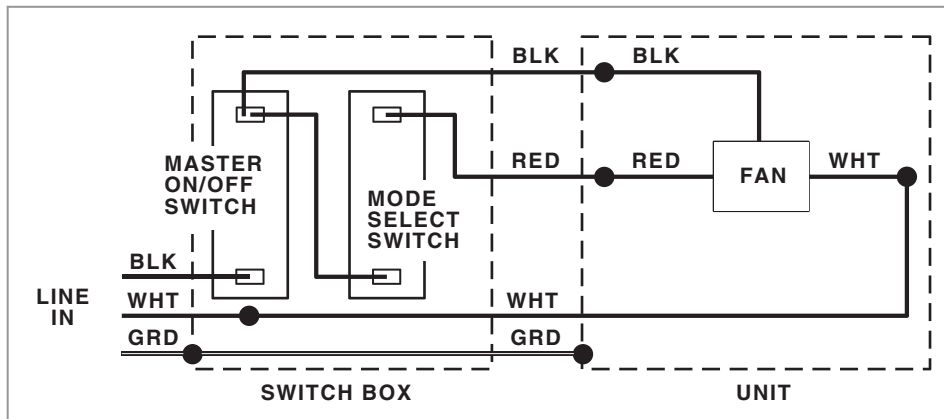 BLK
BLK
MASTER
ON/OFF
SWITCH
RED
RED
FAN
WHT
MODE
SELECT
SWITCH
BLK
LINE
IN
WHT
WHT
GRD
GRD
SWITCH BOX
UNIT